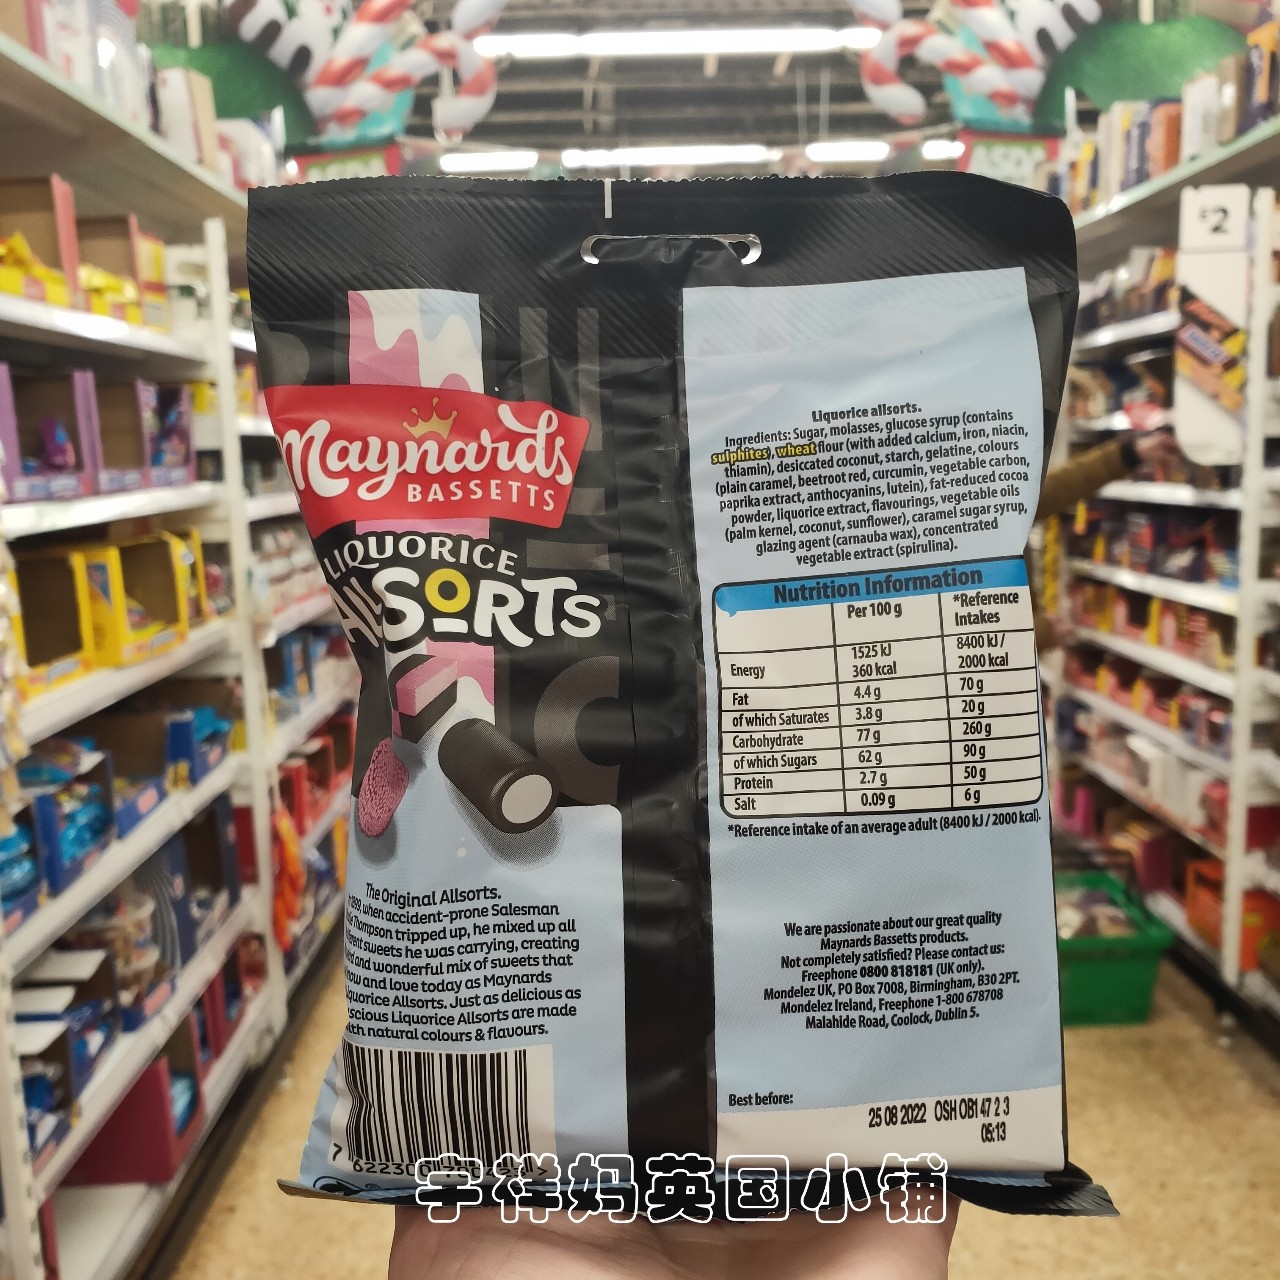 ASDA
£2
Maynards
BASSETTS
LIQUORICE
ALLSORTS
The Original Allsorts.
1899, when accident-prone Salesman
Thompson tripped up, he mixed up all
sweets he was carrying, creating
and wonderful mix of sweets that
and love today as Maynards
Liquorice Allsorts. Just as delicious as
Liquorice Allsorts are made
with natural colours & flavours.
7
Liquorice allsorts.
Ingredients: Sugar, molasses, glucose syrup (contains
sulphites), wheat flour (with added calcium, iron, niacin,
thiamin), desiccated coconut, starch, gelatine, colours
(plain caramel, beetroot red, curcumin, vegetable carbon,
paprika extract, anthocyanins, lutein), fat-reduced cocoa
powder, liquorice extract, flavourings, vegetable oils
(palm kernel, coconut, sunflower), caramel sugar syrup,
glazing agent (carnauba wax), concentrated
vegetable extract (spirulina).
Nutrition Information
Per 100 g *Reference Intakes
Energy 1525 kJ 360 kcal 8400 kJ / 2000 kcal
Fat 4.4 g 70 g
of which Saturates 3.8 g 20 g
Carbohydrate 77 g 260 g
of which Sugars 62 g 90 g
Protein 2.7 g 50 g
Salt 0.09 g 6 g
*Reference intake of an average adult (8400 kJ / 2000 kcal).
We are passionate about our great quality
Maynards Bassetts products.
Not completely satisfied? Please contact us:
Freephone 0800 818181 (UK only).
Mondelez UK, PO Box 7008, Birmingham, B30 2PT.
Mondelez Ireland, Freephone 1-800 678708
Malahide Road, Coolock, Dublin 5.
Best before:
25 08 2022 OSH OB1 47 2 3
05:13
宇祥妈英国小铺